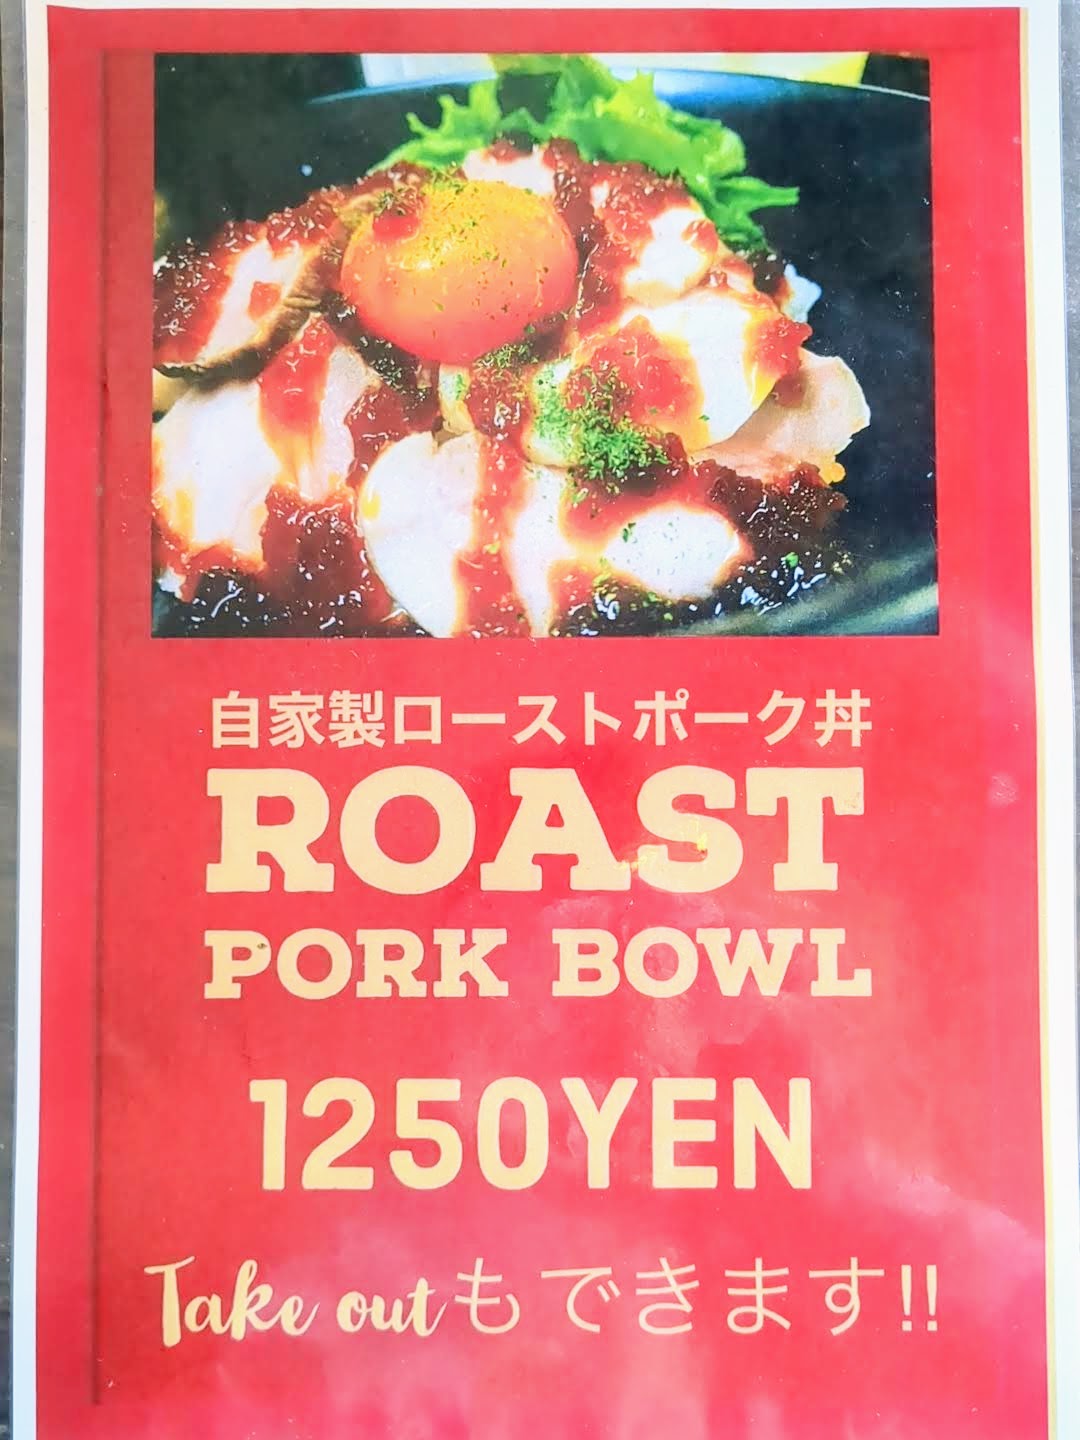 自家製ローストポーク丼
ROAST
PORK BOWL
1250YEN
Take outもできます!!